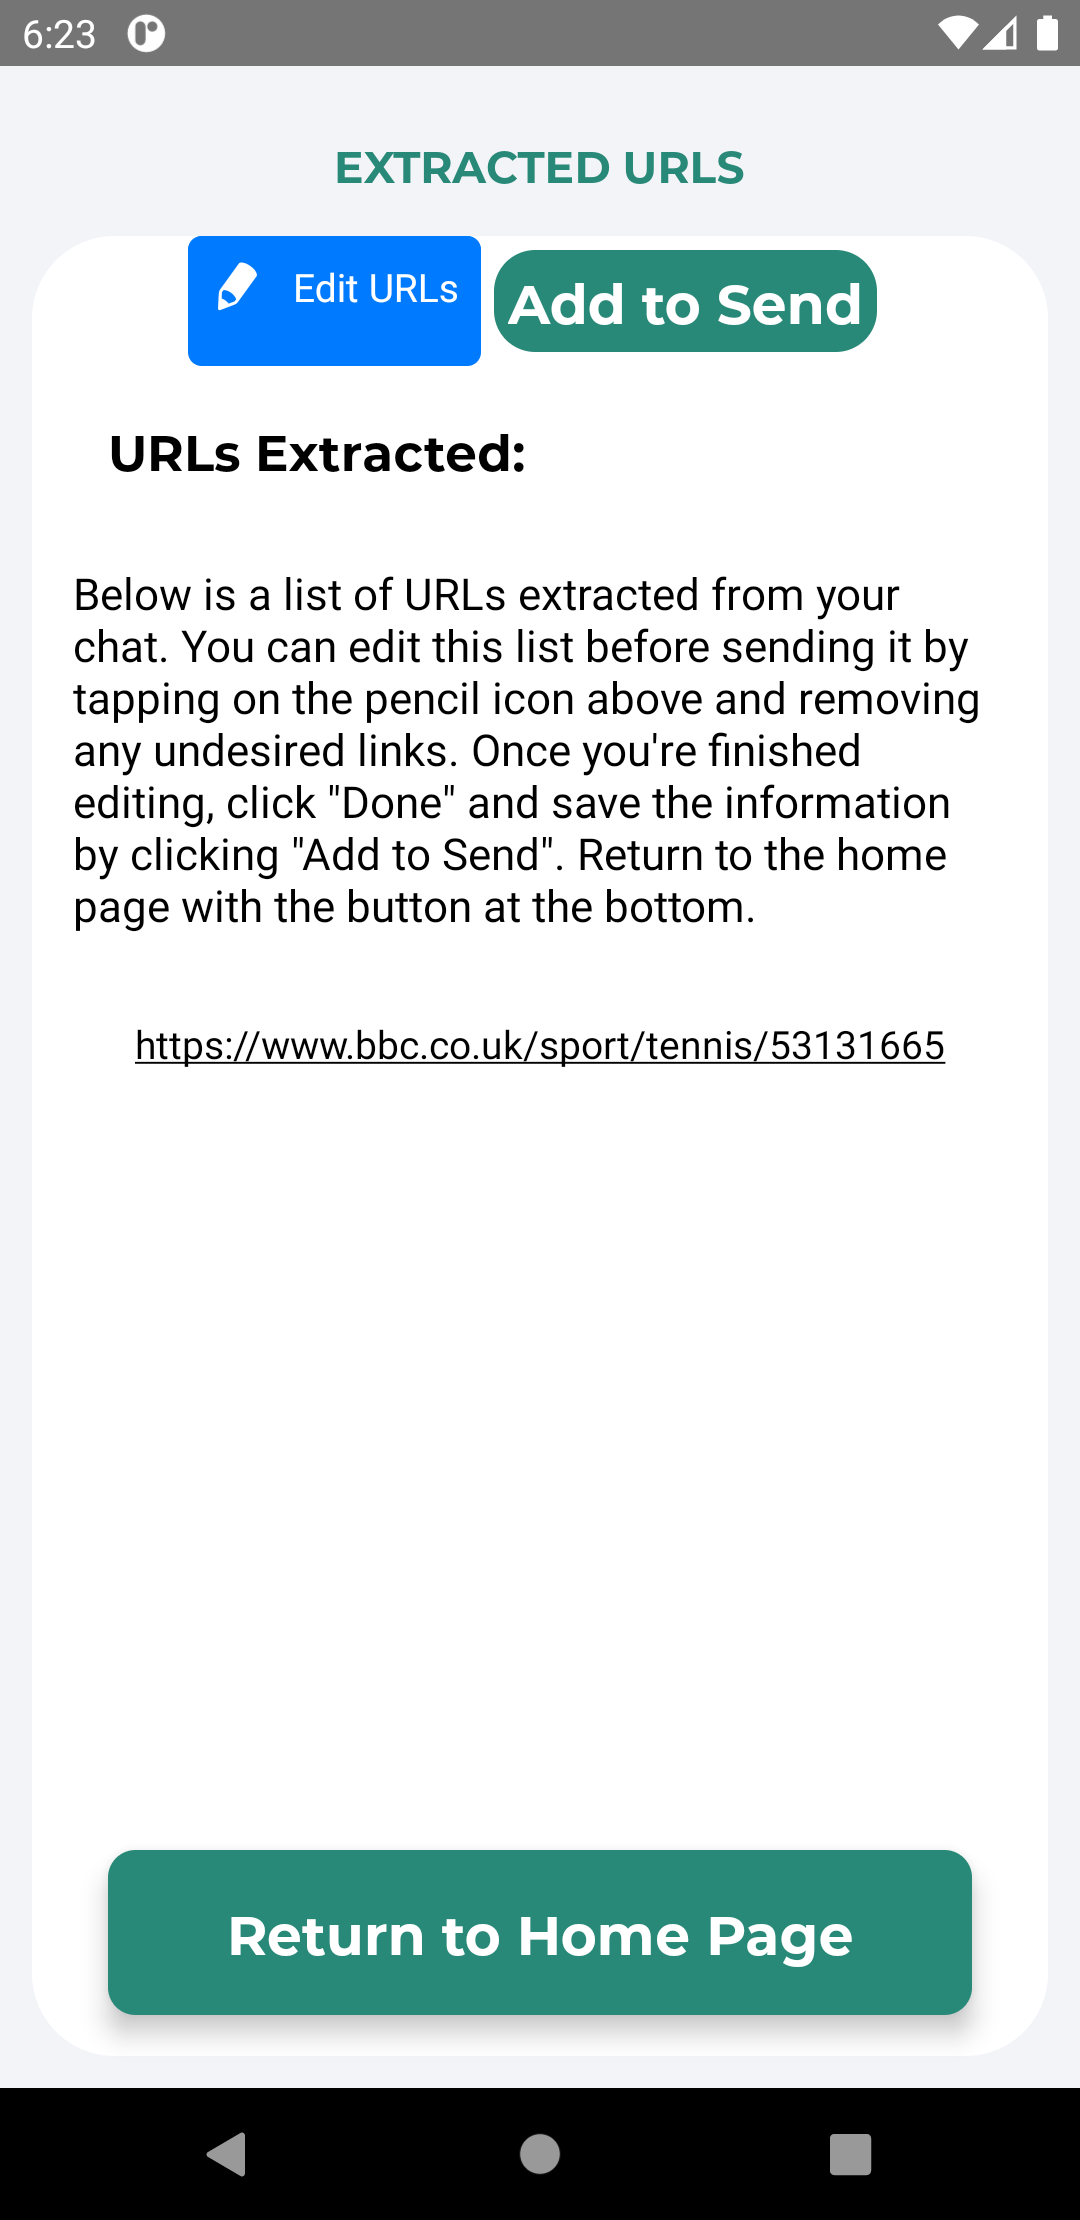 6:23
EXTRACTED URLS
Edit URLs
Add to Send
URLs Extracted:
Below is a list of URLs extracted from your
chat. You can edit this list before sending it by
tapping on the pencil icon above and removing
any undesired links. Once you're finished
editing, click "Done" and save the information
by clicking "Add to Send". Return to the home
page with the button at the bottom.
https://www.bbc.co.uk/sport/tennis/53131665
Return to Home Page